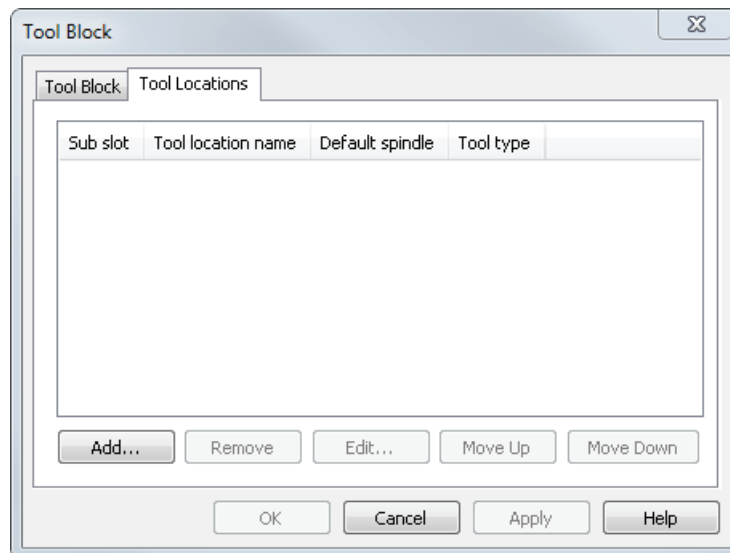 Tool Block
Tool Block Tool Locations
Sub slot Tool location name Default spindle Tool type
Add... Remove Edit... Move Up Move Down
OK Cancel Apply Help